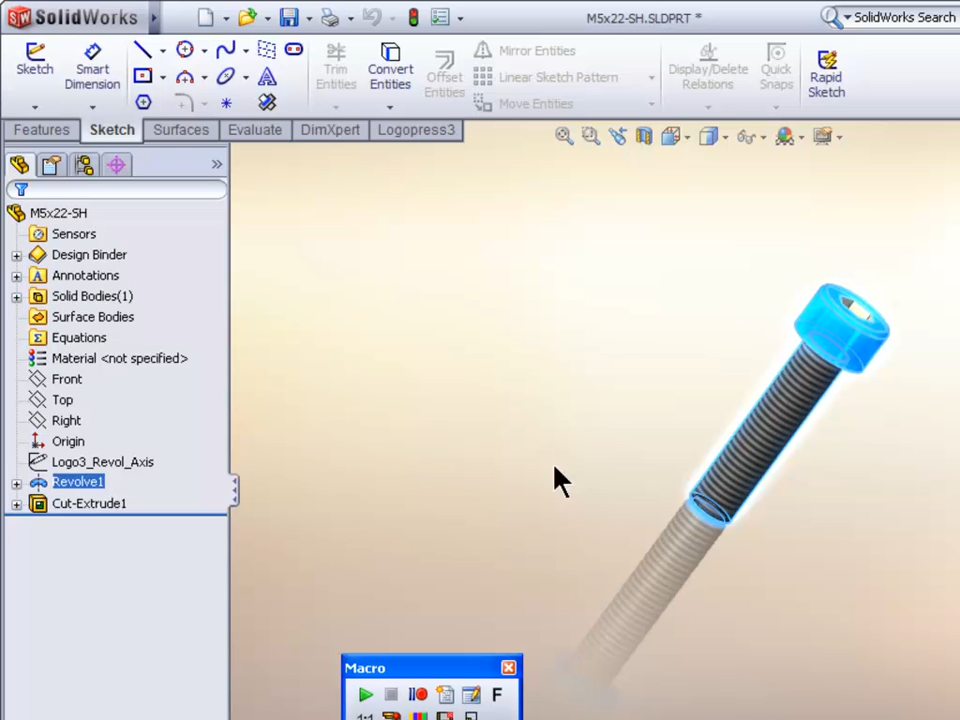 SolidWorks
M5x22-SH.SLDPRT *
SolidWorks Search
Sketch
Smart Dimension
Trim Entities
Convert Entities
Offset Entities
Mirror Entities
Linear Sketch Pattern
Move Entities
Display/Delete Relations
Quick Snaps
Rapid Sketch
Features
Sketch
Surfaces
Evaluate
DimXpert
Logopress3
M5x22-SH
Sensors
Design Binder
Annotations
Solid Bodies(1)
Surface Bodies
Equations
Material <not specified>
Front
Top
Right
Origin
Logo3_Revol_Axis
Revolve1
Cut-Extrude1
Macro
F